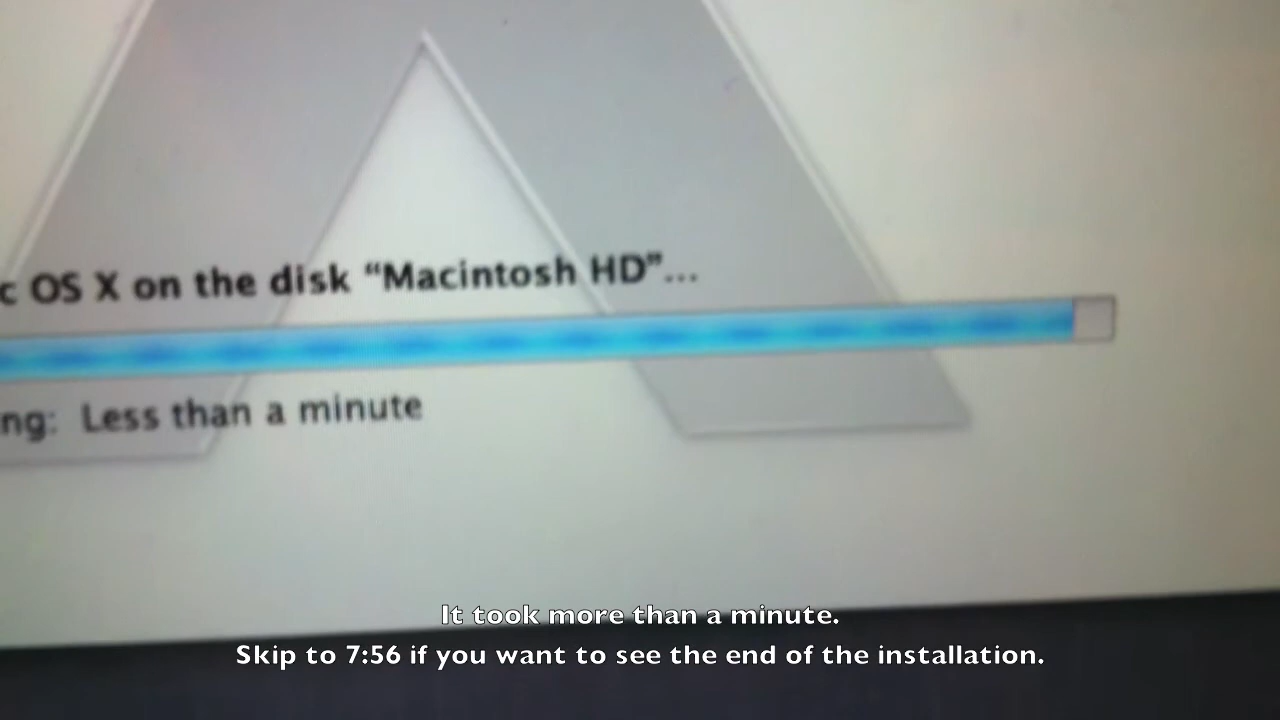 c OS X on the disk “Macintosh HD”...
ng: Less than a minute
It took more than a minute.
Skip to 7:56 if you want to see the end of the installation.